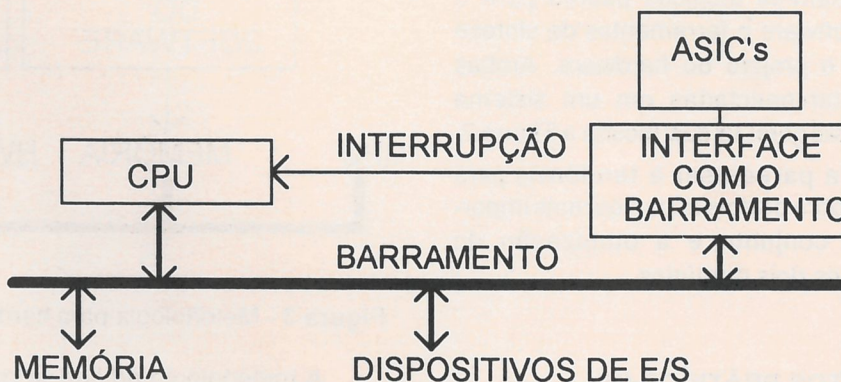 ASIC's
INTERRUPÇÃO
INTERFACE
COM O
BARRAMENTO
CPU
BARRAMENTO
MEMÓRIA
DISPOSITIVOS DE E/S